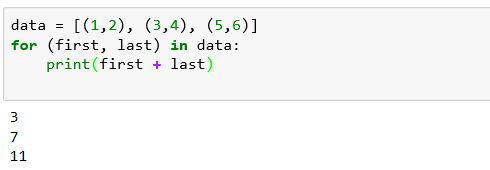 data = [(1,2), (3,4), (5,6)]
for (first, last) in data:
    print(first + last)
3
7
11